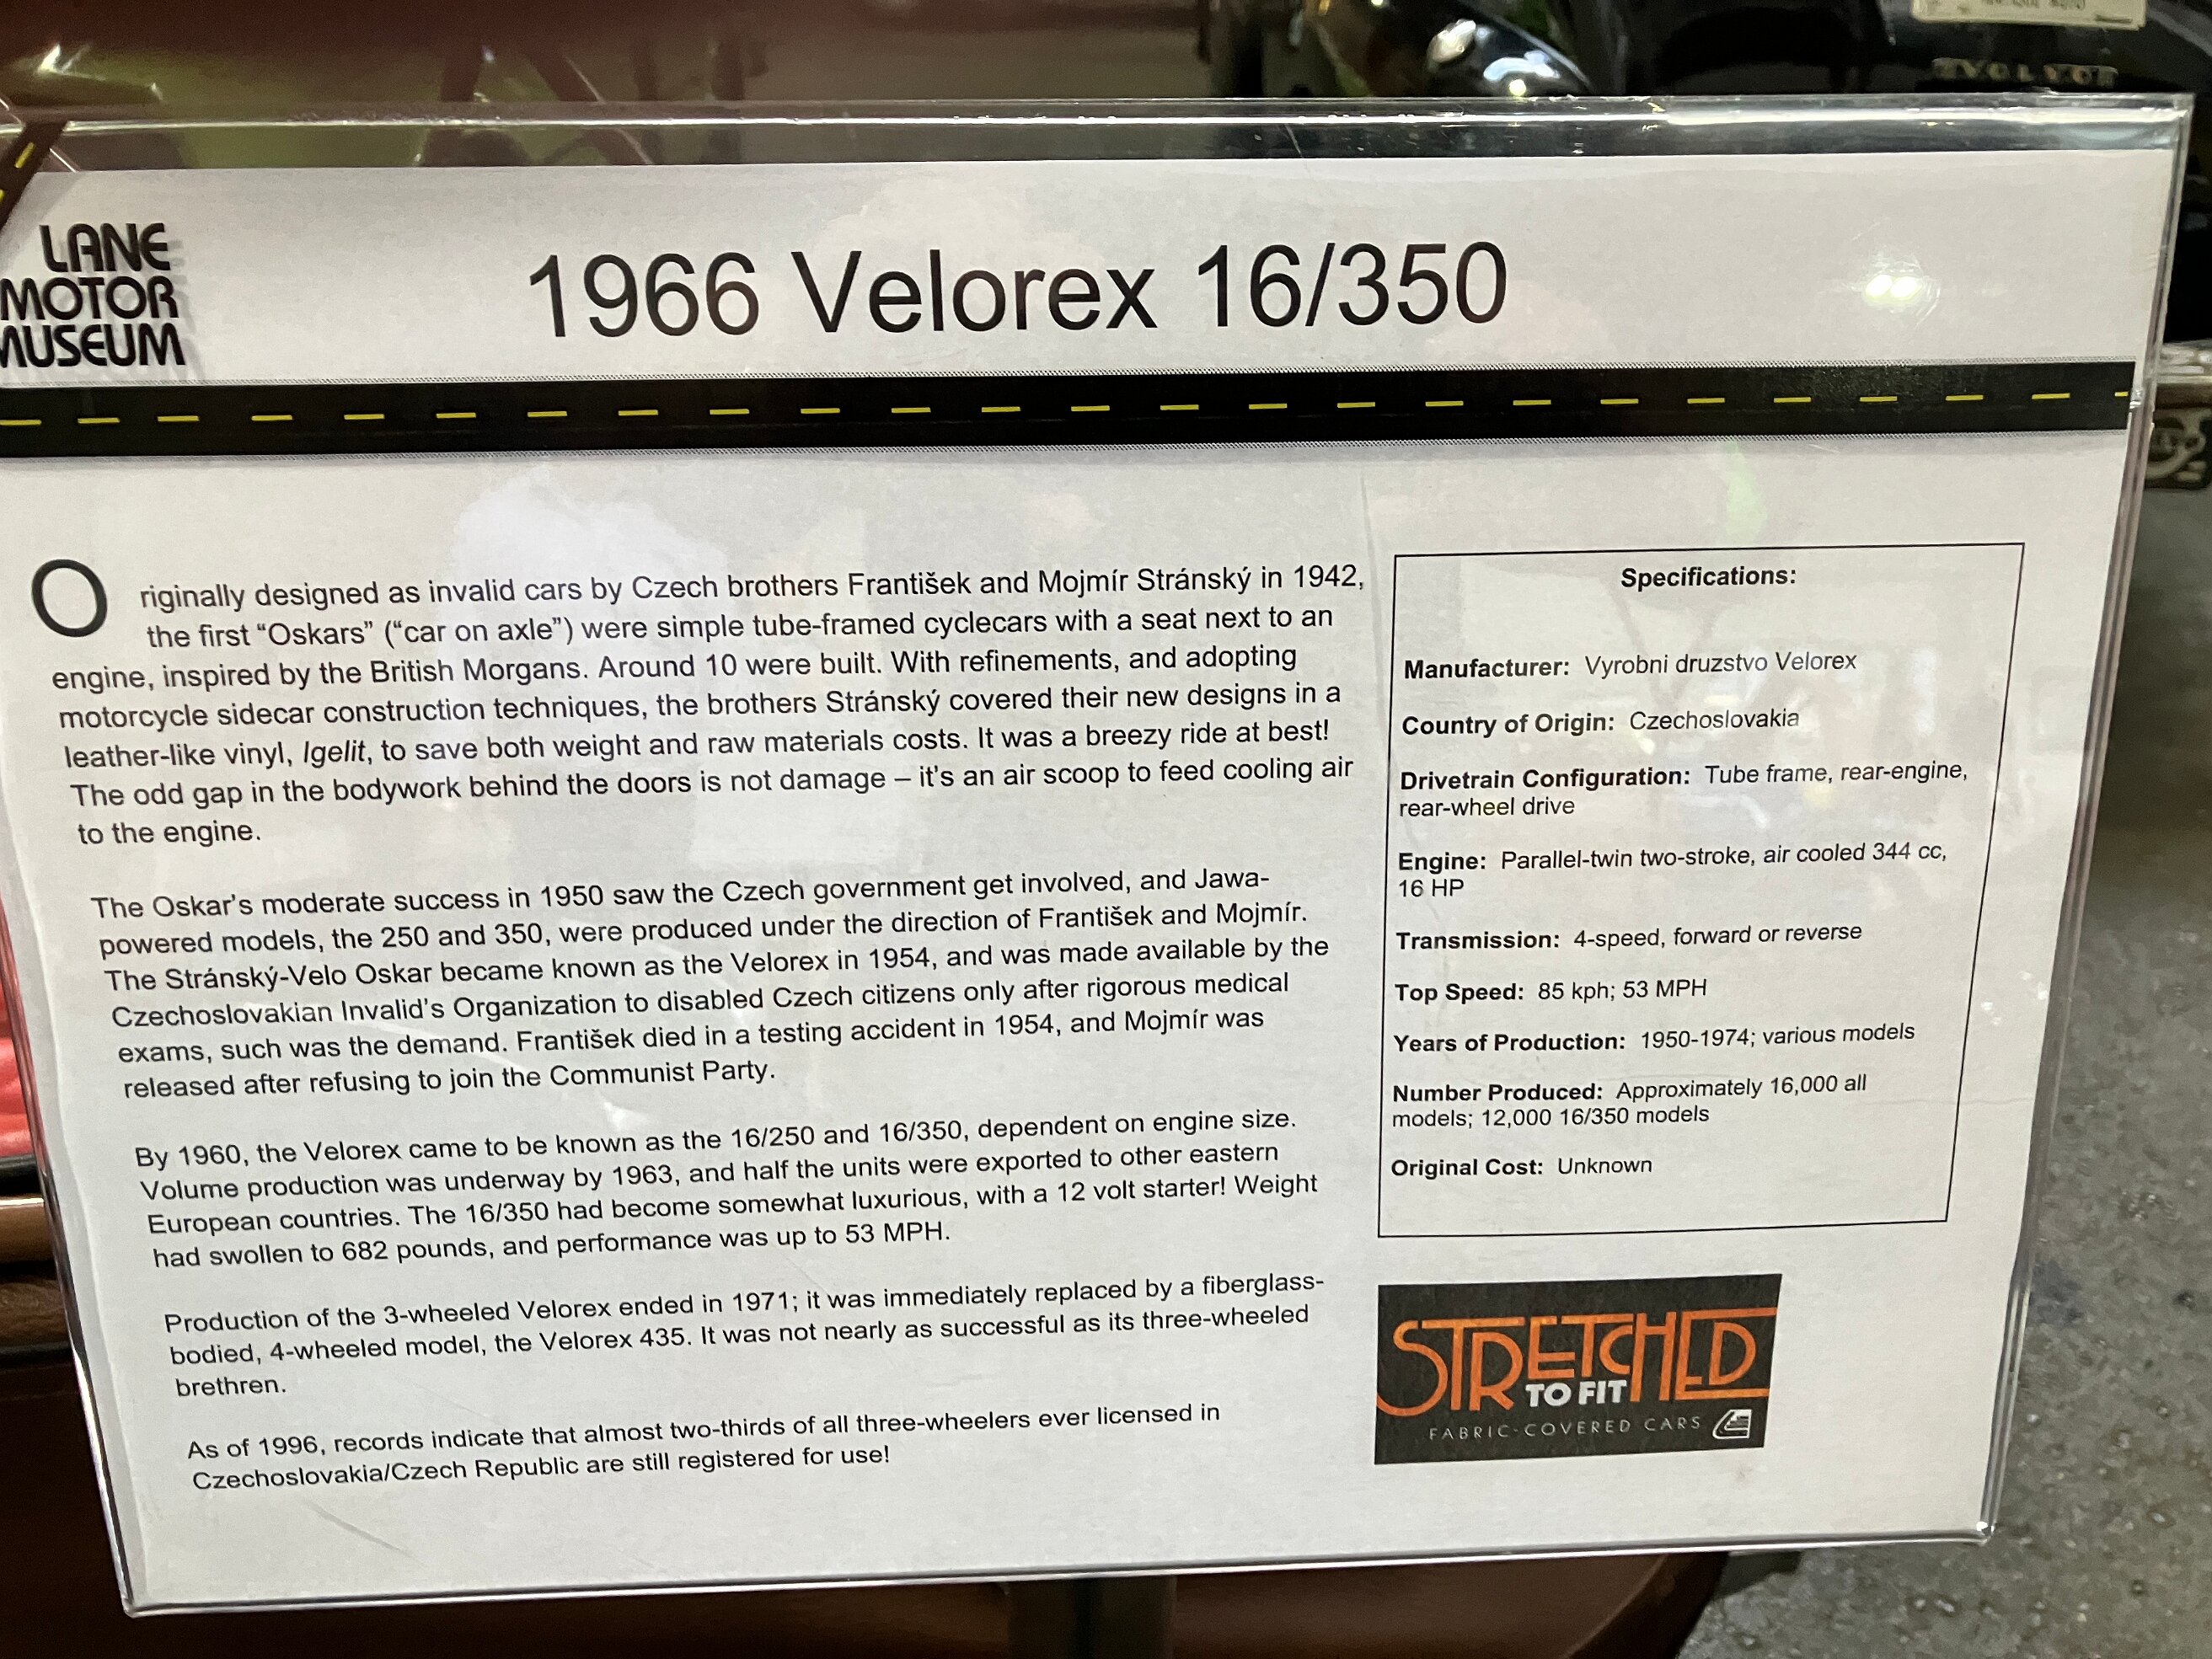 LANE
MOTOR
MUSEUM
1966 Velorex 16/350
Originally designed as invalid cars by Czech brothers František and Mojmír Stránský in 1942,
the first “Oskars” (“car on axle”) were simple tube-framed cyclecars with a seat next to an
engine, inspired by the British Morgans. Around 10 were built. With refinements, and adopting
motorcycle sidecar construction techniques, the brothers Stránský covered their new designs in a
leather-like vinyl, Igelit, to save both weight and raw materials costs. It was a breezy ride at best!
The odd gap in the bodywork behind the doors is not damage – it’s an air scoop to feed cooling air
to the engine.
The Oskar’s moderate success in 1950 saw the Czech government get involved, and Jawa-
powered models, the 250 and 350, were produced under the direction of František and Mojmír.
The Stránský-Velo Oskar became known as the Velorex in 1954, and was made available by the
Czechoslovakian Invalid’s Organization to disabled Czech citizens only after rigorous medical
exams, such was the demand. František died in a testing accident in 1954, and Mojmír was
released after refusing to join the Communist Party.
By 1960, the Velorex came to be known as the 16/250 and 16/350, dependent on engine size.
Volume production was underway by 1963, and half the units were exported to other eastern
European countries. The 16/350 had become somewhat luxurious, with a 12 volt starter! Weight
had swollen to 682 pounds, and performance was up to 53 MPH.
Production of the 3-wheeled Velorex ended in 1971; it was immediately replaced by a fiberglass-
bodied, 4-wheeled model, the Velorex 435. It was not nearly as successful as its three-wheeled
brethren.
As of 1996, records indicate that almost two-thirds of all three-wheelers ever licensed in
Czechoslovakia/Czech Republic are still registered for use!
Specifications:
Manufacturer: Vyrobni druzstvo Velorex
Country of Origin: Czechoslovakia
Drivetrain Configuration: Tube frame, rear-engine,
rear-wheel drive
Engine: Parallel-twin two-stroke, air cooled 344 cc,
16 HP
Transmission: 4-speed, forward or reverse
Top Speed: 85 kph; 53 MPH
Years of Production: 1950-1974; various models
Number Produced: Approximately 16,000 all
models; 12,000 16/350 models
Original Cost: Unknown
STRETCHED
TO FIT
FABRIC-COVERED CARS